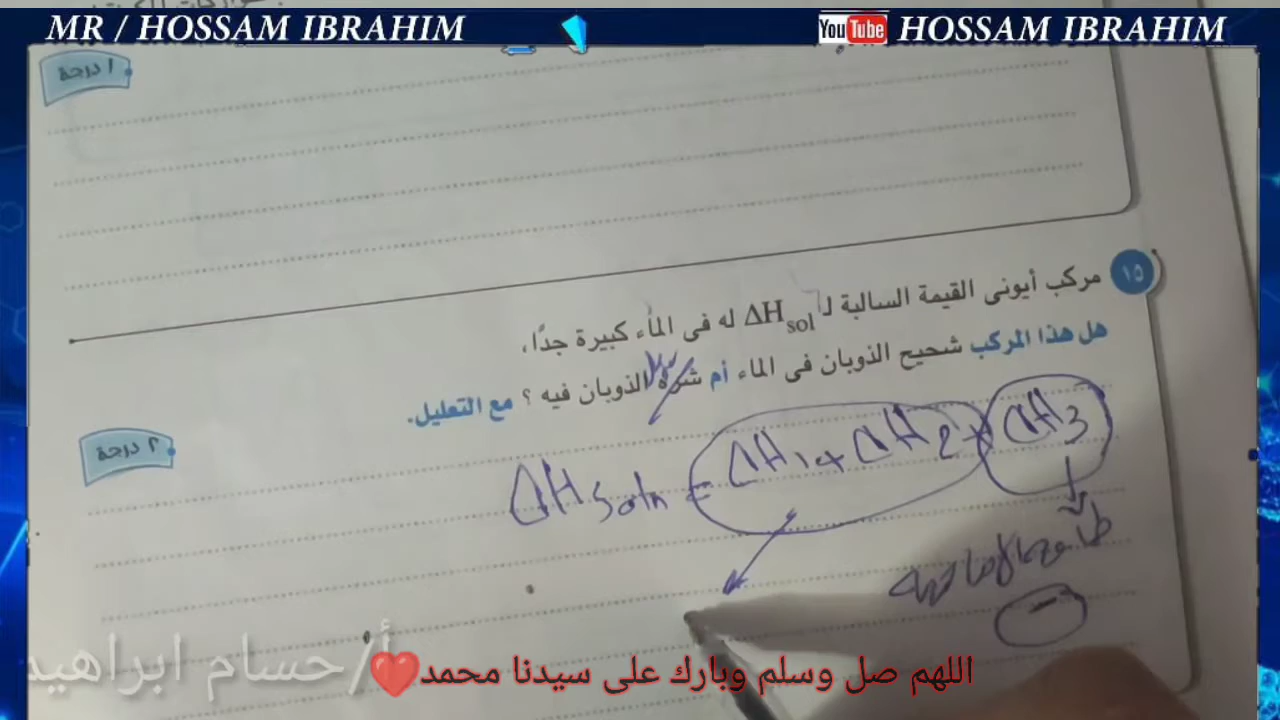 MR / HOSSAM IBRAHIM
YouTube HOSSAM IBRAHIM
١ درجة
١٥
مركب أيونى القيمة السالبة لـ ΔHsol له فى الماء كبيرة جدًا،
هل هذا المركب شحيح الذوبان فى الماء أم شره الذوبان فيه ؟ مع التعليل.
٢ درجة
ΔHsoln = ΔH1 + ΔH2 + ΔH3
طاقة الإماهة
−
أ/حسام ابراهيم
اللهم صل وسلم وبارك على سيدنا محمد❤